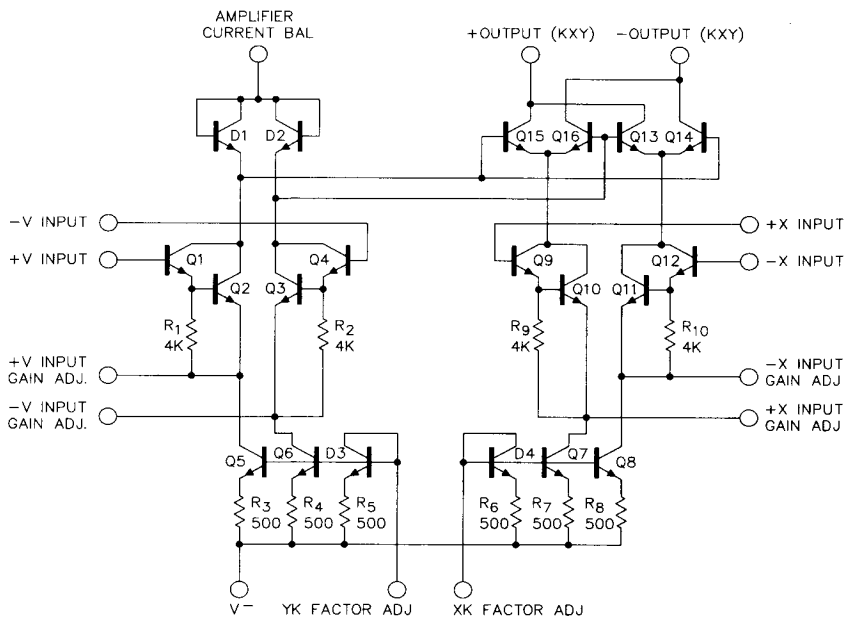 AMPLIFIER
CURRENT BAL
+OUTPUT (KXY)
-OUTPUT (KXY)
D1
D2
Q15
Q16
Q13
Q14
-V INPUT
+X INPUT
+V INPUT
-X INPUT
Q1
Q4
Q9
Q12
Q2
Q3
Q10
Q11
R1
4K
R2
4K
R9
4K
R10
4K
+V INPUT
GAIN ADJ.
-X INPUT
GAIN ADJ
-V INPUT
GAIN ADJ.
+X INPUT
GAIN ADJ
Q5
Q6
D3
D4
Q7
Q8
R3
500
R4
500
R5
500
R6
500
R7
500
R8
500
V-
YK FACTOR ADJ
XK FACTOR ADJ